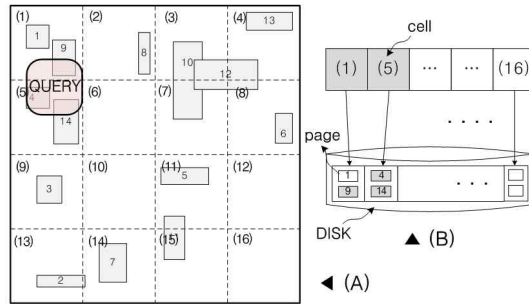 (1) (2) (3) (4)
13
1
9
8
10
12
QUERY
(5) 4 (6) (7) (8)
14
6
(9) (10) (11) (12)
5
3
(13) (14) (15) (16)
7
2
◄ (A)
cell
(1) (5) ... ... (16)
. . . .
page
1 4
9 14
. . .
DISK
▲ (B)